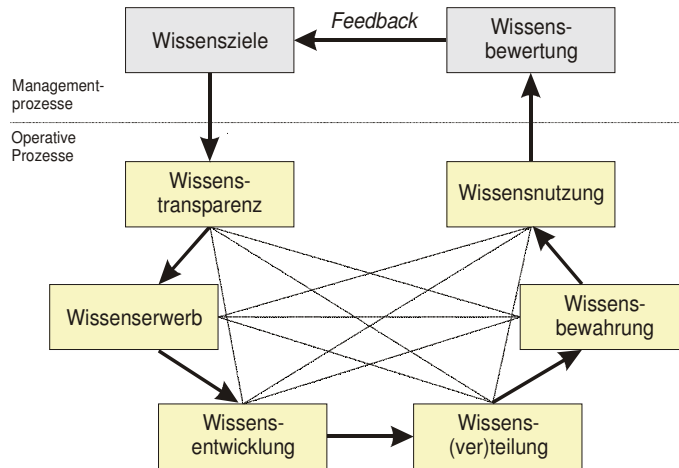 Wissensziele
Feedback
Wissens-
bewertung
Management-
prozesse
Operative
Prozesse
Wissens-
transparenz
Wissensnutzung
Wissenserwerb
Wissens-
bewahrung
Wissens-
entwicklung
Wissens-
(ver)teilung